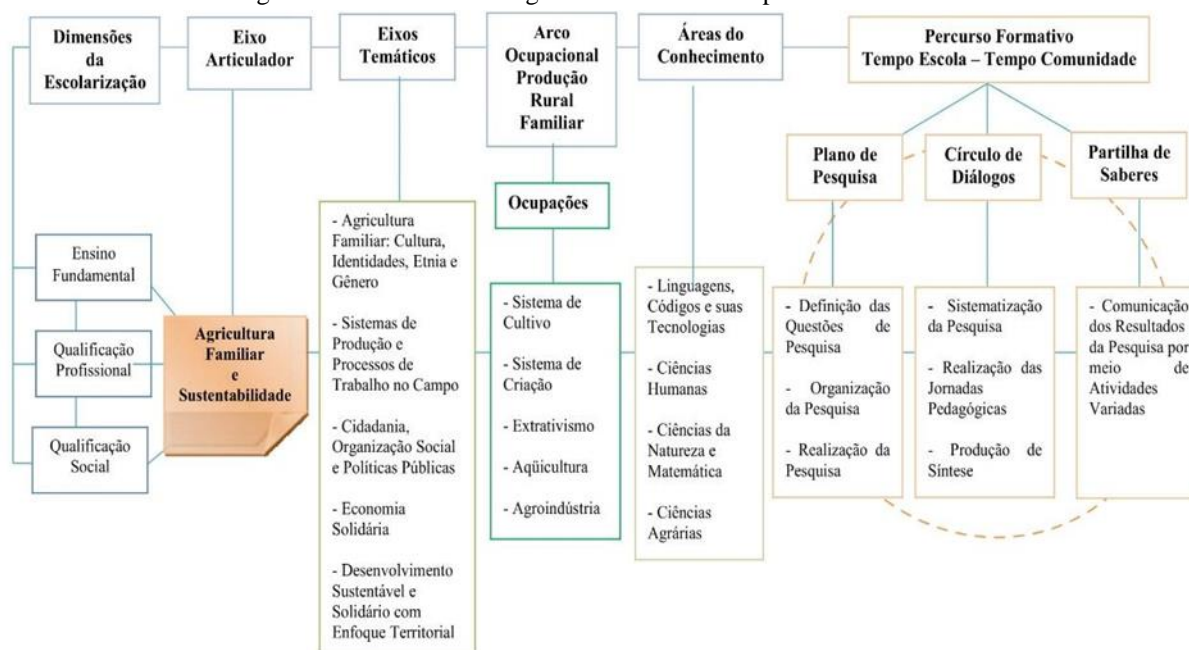 Dimensões
da
Escolarização
Eixo
Articulador
Eixos
Temáticos
Arco
Ocupacional
Produção
Rural
Familiar
Áreas do
Conhecimento
Percurso Formativo
Tempo Escola – Tempo Comunidade
Plano de
Pesquisa
Círculo de
Diálogos
Partilha de
Saberes
Ocupações
Ensino
Fundamental
Qualificação
Profissional
Qualificação
Social
Agricultura
Familiar
e
Sustentabilidade
- Agricultura
Familiar: Cultura,
Identidades, Etnia e
Gênero
- Sistemas de
Produção e
Processos de
Trabalho no Campo
- Cidadania,
Organização Social
e Políticas Públicas
- Economia
Solidária
- Desenvolvimento
Sustentável e
Solidário com
Enfoque Territorial
- Sistema de
Cultivo
- Sistema de
Criação
- Extrativismo
- Aqüicultura
- Agroindústria
- Linguagens,
Códigos e suas
Tecnologias
- Ciências
Humanas
- Ciências da
Natureza e
Matemática
- Ciências
Agrárias
- Definição das
Questões de
Pesquisa
- Organização
da Pesquisa
- Realização da
Pesquisa
- Sistematização
da Pesquisa
- Realização das
Jornadas
Pedagógicas
- Produção de
Síntese
- Comunicação
dos Resultados
da Pesquisa por
meio de
Atividades
Variadas